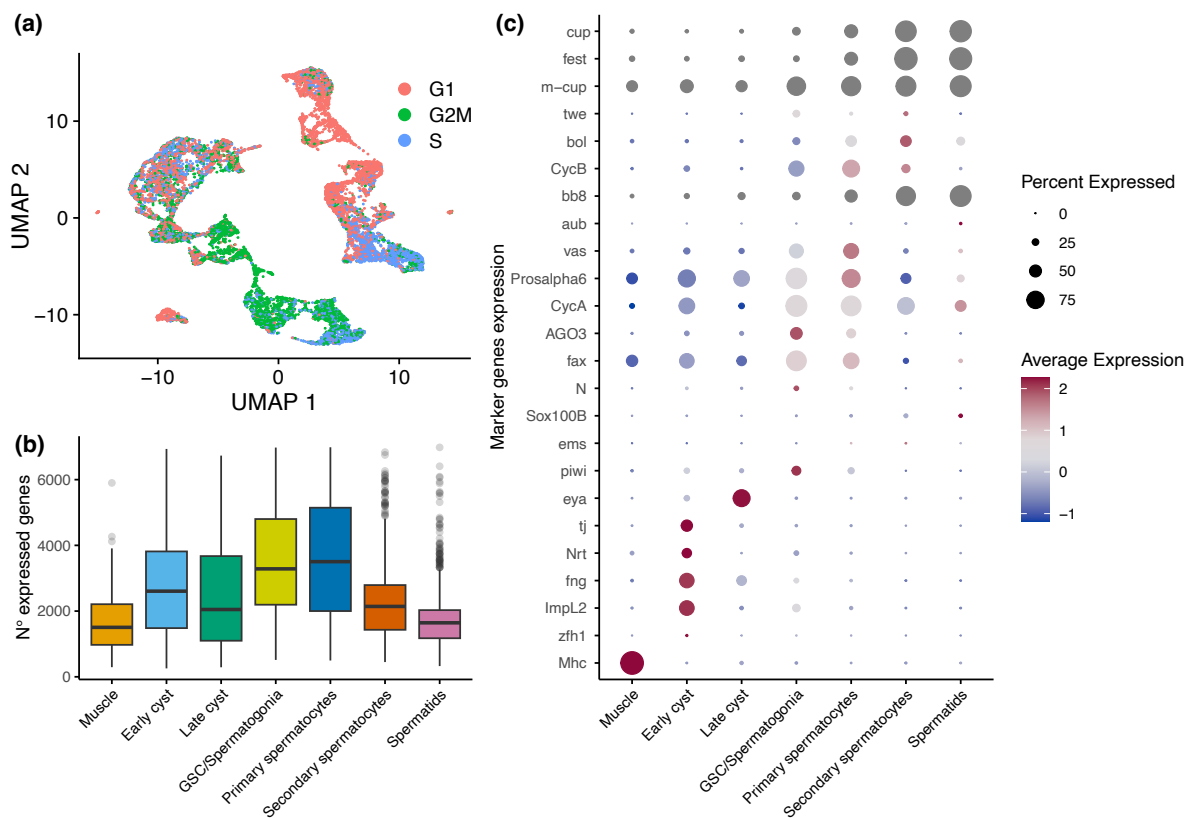 (a)
UMAP 2
10
0
−10
−10
0
10
UMAP 1
G1
G2M
S
(b)
N° expressed genes
6000
4000
2000
0
Muscle
Early cyst
Late cyst
GSC/Spermatogonia
Primary spermatocytes
Secondary spermatocytes
Spermatids
(c)
Marker genes expression
cup
fest
m−cup
twe
bol
CycB
bb8
aub
vas
Prosalpha6
CycA
AGO3
fax
N
Sox100B
ems
piwi
eya
tj
Nrt
fng
ImpL2
zfh1
Mhc
Muscle
Early cyst
Late cyst
GSC/Spermatogonia
Primary spermatocytes
Secondary spermatocytes
Spermatids
Percent Expressed
0
25
50
75
Average Expression
2
1
0
−1